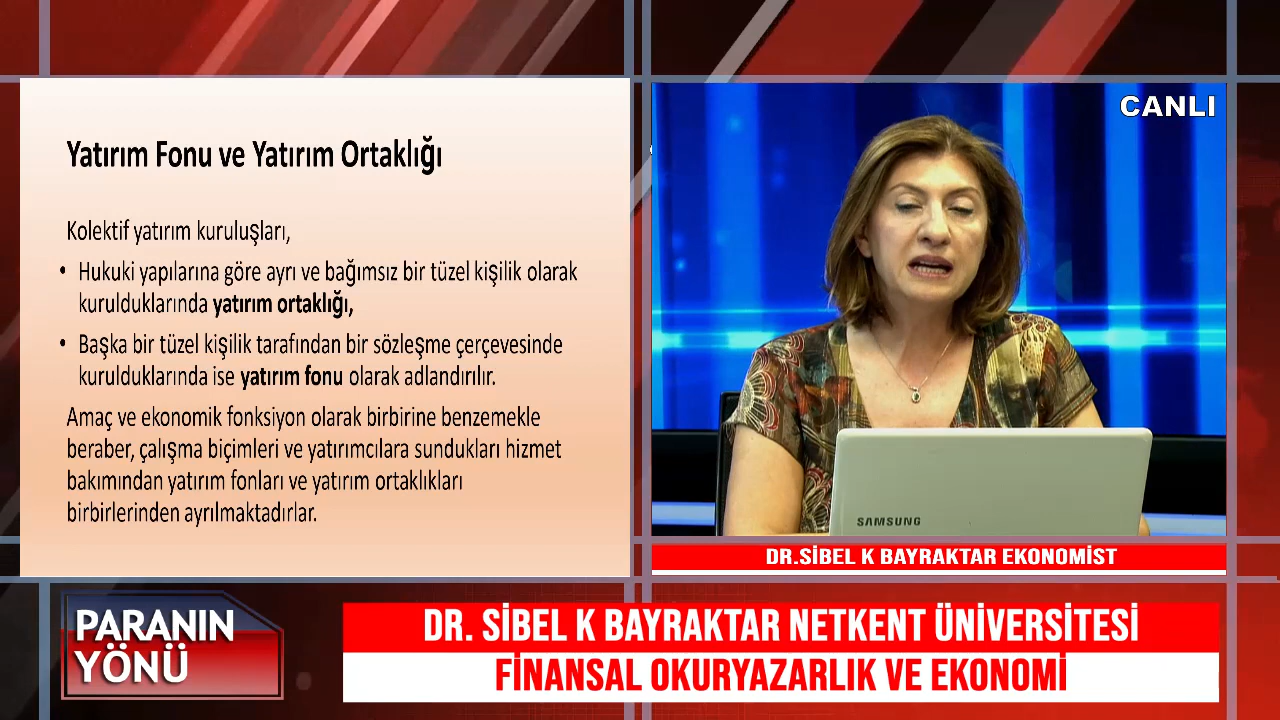 CANLI
Yatırım Fonu ve Yatırım Ortaklığı
Kolektif yatırım kuruluşları,
• Hukuki yapılarına göre ayrı ve bağımsız bir tüzel kişilik olarak
kurulduklarında yatırım ortaklığı,
• Başka bir tüzel kişilik tarafından bir sözleşme çerçevesinde
kurulduklarında ise yatırım fonu olarak adlandırılır.
Amaç ve ekonomik fonksiyon olarak birbirine benzemekle
beraber, çalışma biçimleri ve yatırımcılara sundukları hizmet
bakımından yatırım fonları ve yatırım ortaklıkları
birbirlerinden ayrılmaktadırlar.
SAMSUNG
DR.SİBEL K BAYRAKTAR EKONOMİST
PARANIN
YÖNÜ
DR. SİBEL K BAYRAKTAR NETKENT ÜNİVERSİTESİ
FİNANSAL OKURYAZARLIK VE EKONOMİ